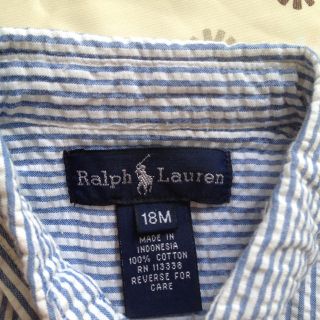 Ralph Lauren
18M
MADE IN
INDONESIA
100% COTTON
RN 113338
REVERSE FOR
CARE